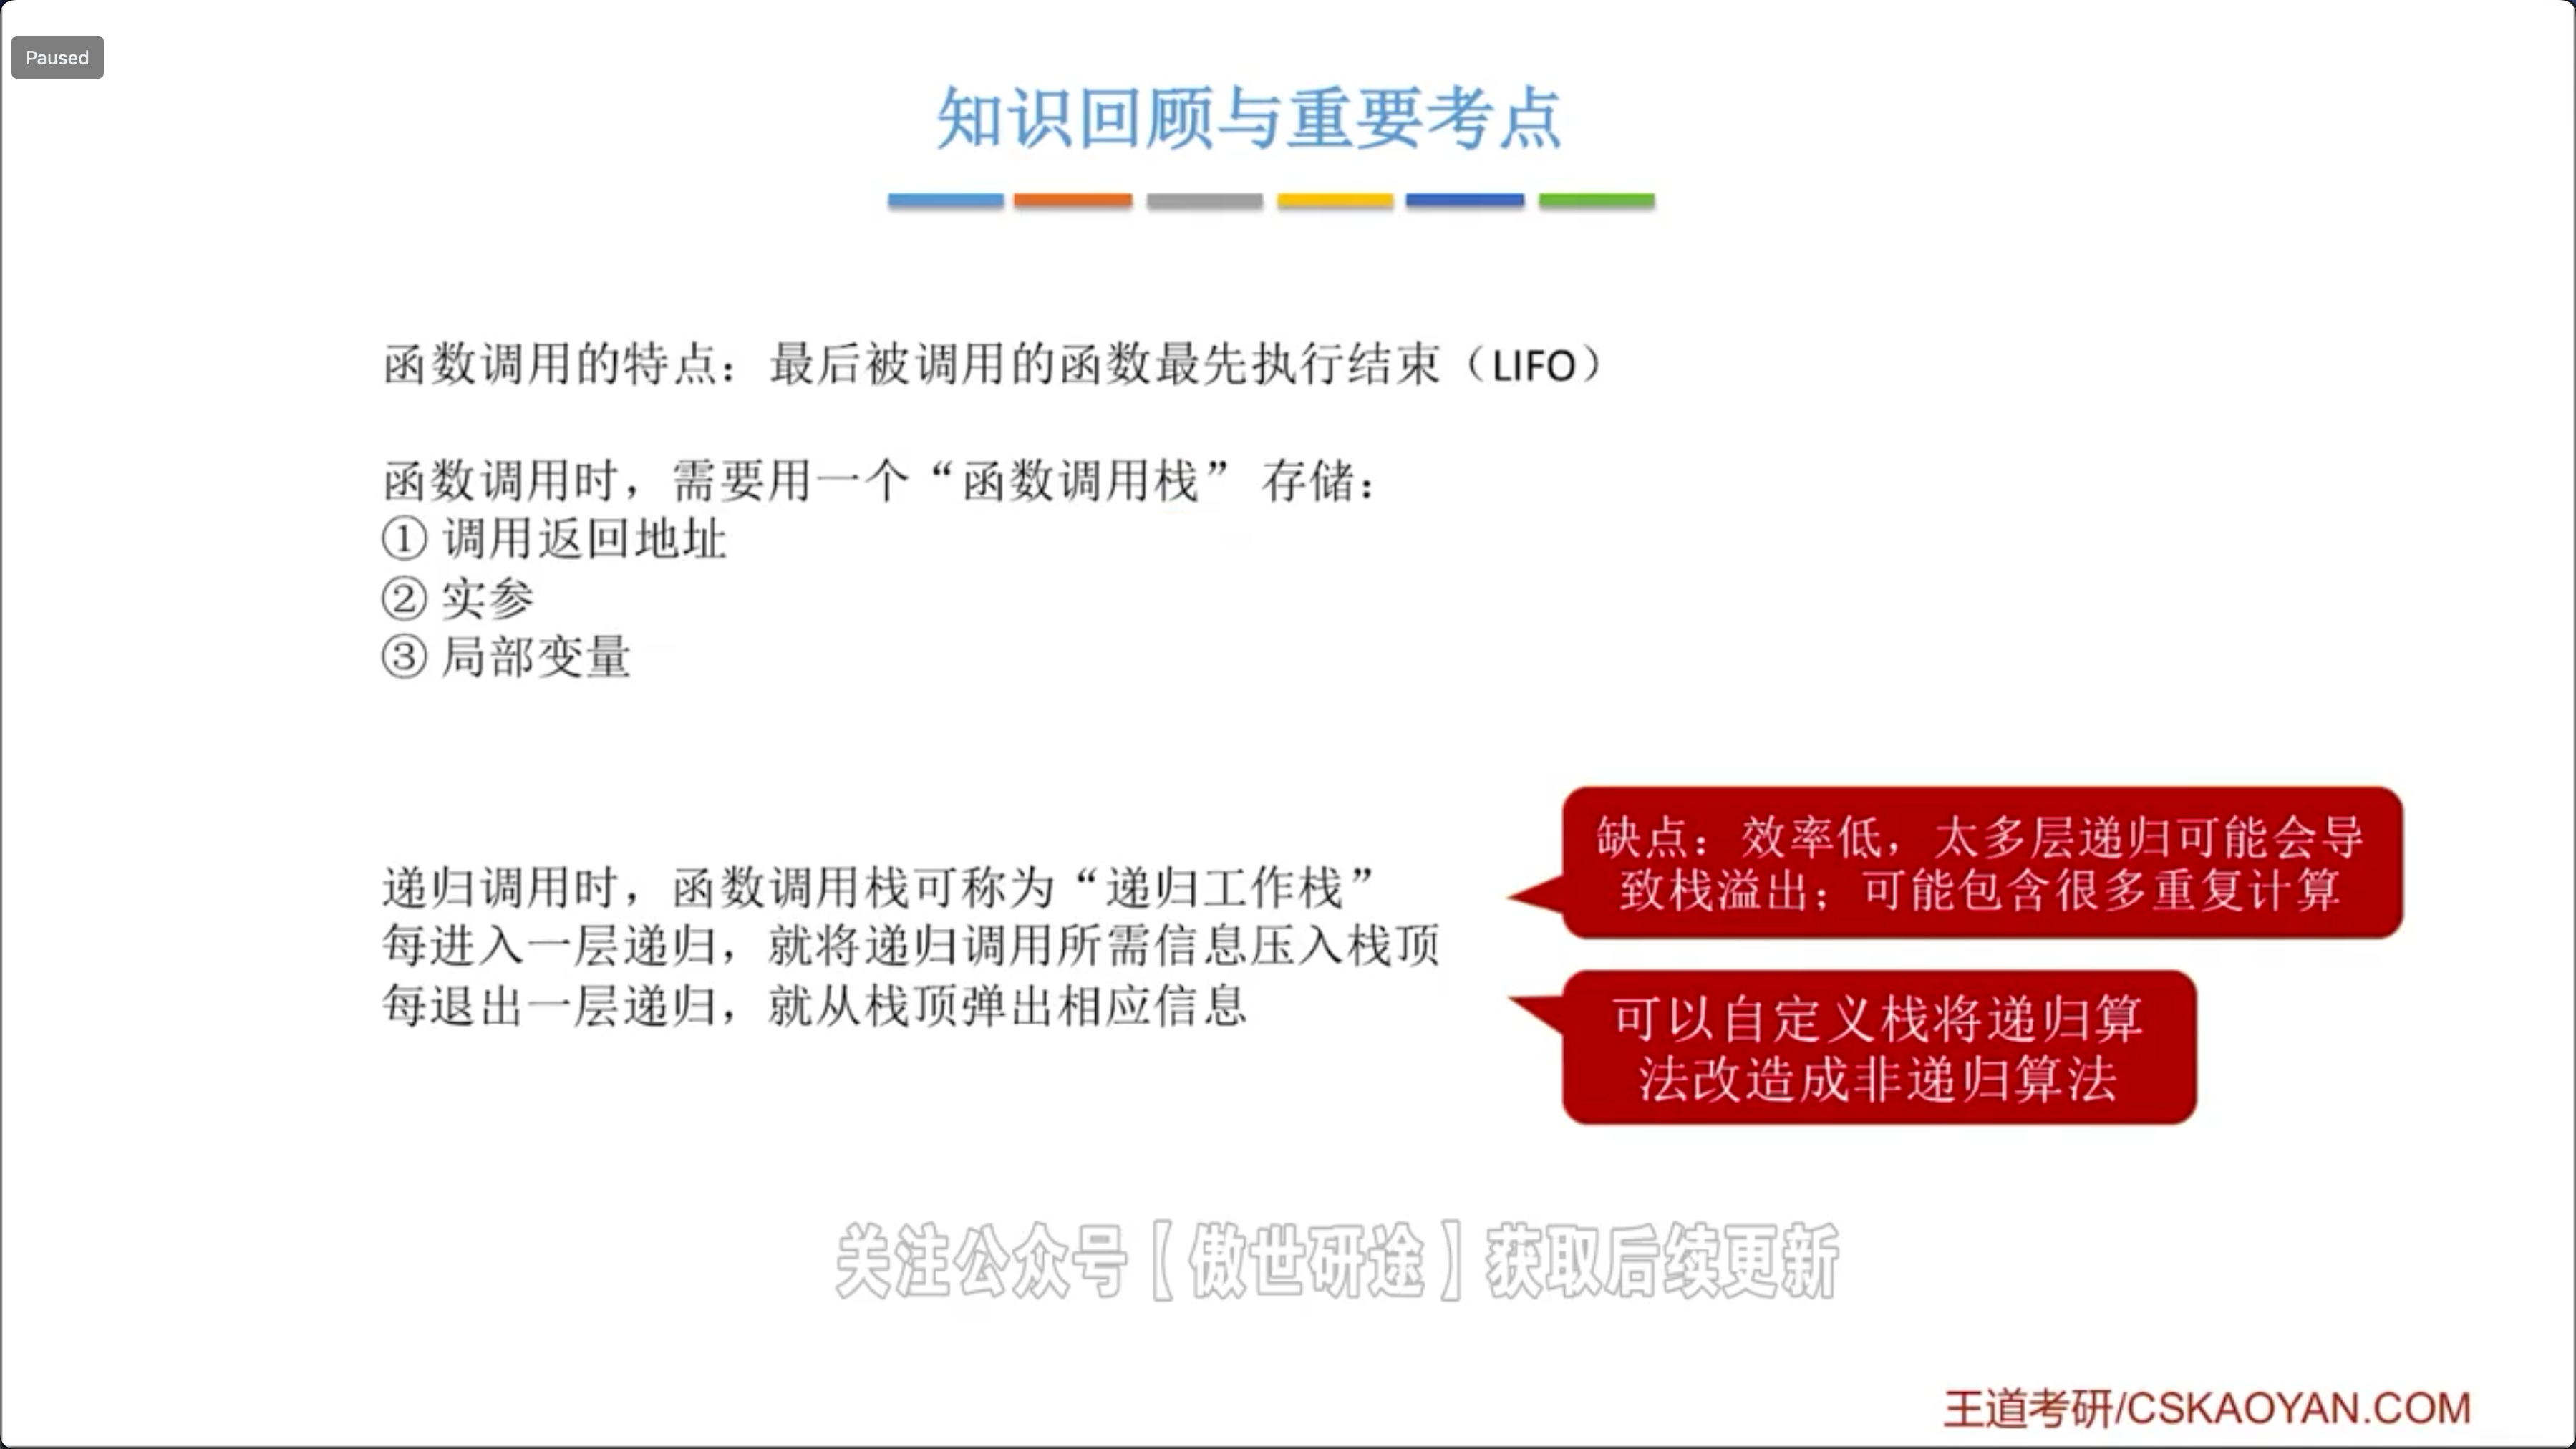 Paused
知识回顾与重要考点
函数调用的特点：最后被调用的函数最先执行结束（LIFO）
函数调用时，需要用一个“函数调用栈” 存储：
① 调用返回地址
② 实参
③ 局部变量
递归调用时，函数调用栈可称为“递归工作栈”
每进入一层递归，就将递归调用所需信息压入栈顶
每退出一层递归，就从栈顶弹出相应信息
缺点：效率低，太多层递归可能会导
致栈溢出；可能包含很多重复计算
可以自定义栈将递归算
法改造成非递归算法
关注公众号【傲世研途】获取后续更新
王道考研/CSKAOYAN.COM